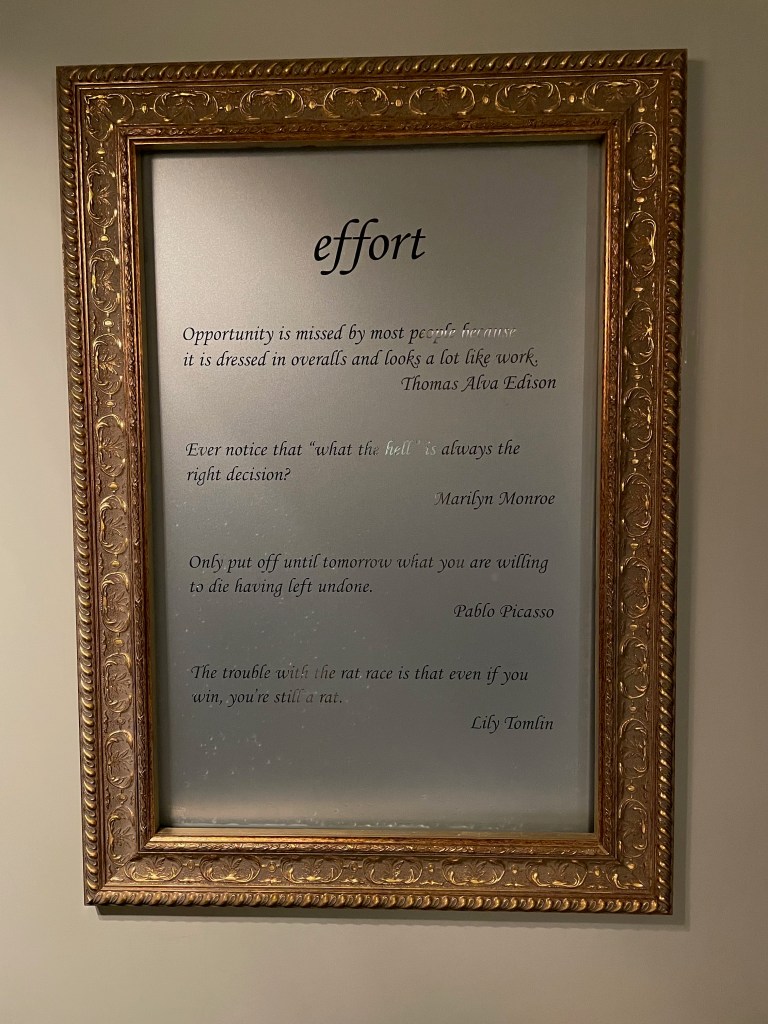 effort
Opportunity is missed by most people because
it is dressed in overalls and looks a lot like work.
Thomas Alva Edison
Ever notice that “what the hell” is always the
right decision?
Marilyn Monroe
Only put off until tomorrow what you are willing
to die having left undone.
Pablo Picasso
The trouble with the rat race is that even if you
win, you're still a rat.
Lily Tomlin